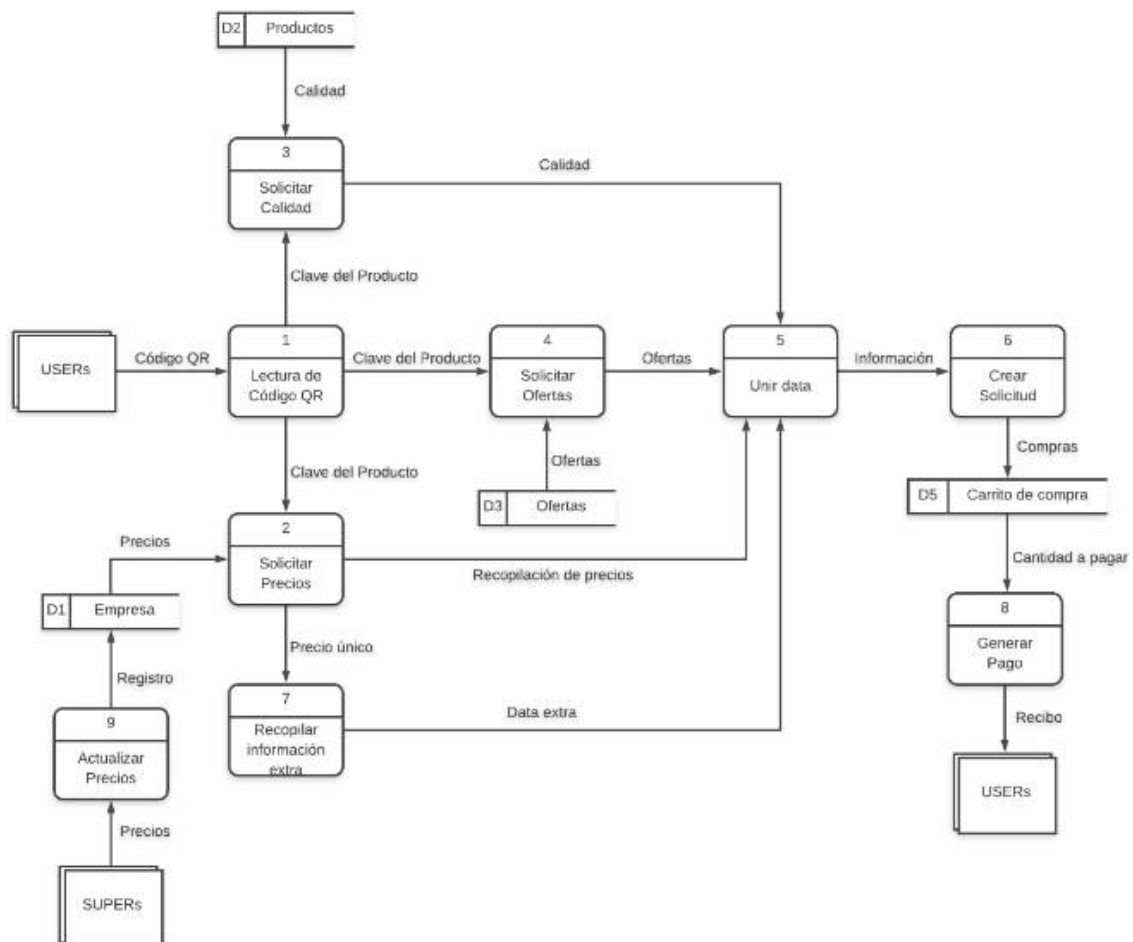 D2 Productos
Calidad
3
Solicitar
Calidad
Calidad
Clave del Producto
USERs
Código QR
1
Lectura de
Código QR
Clave del Producto
4
Solicitar
Ofertas
Ofertas
5
Unir data
Información
6
Crear
Solicitud
Compras
Clave del Producto
Ofertas
D3 Ofertas
D5 Carrito de compra
Precios
2
Solicitar
Precios
Recopilación de precios
Cantidad a pagar
D1 Empresa
8
Generar
Pago
Precio único
Registro
7
Recopilar
información
extra
Data extra
Recibo
9
Actualizar
Precios
USERs
Precios
SUPERs